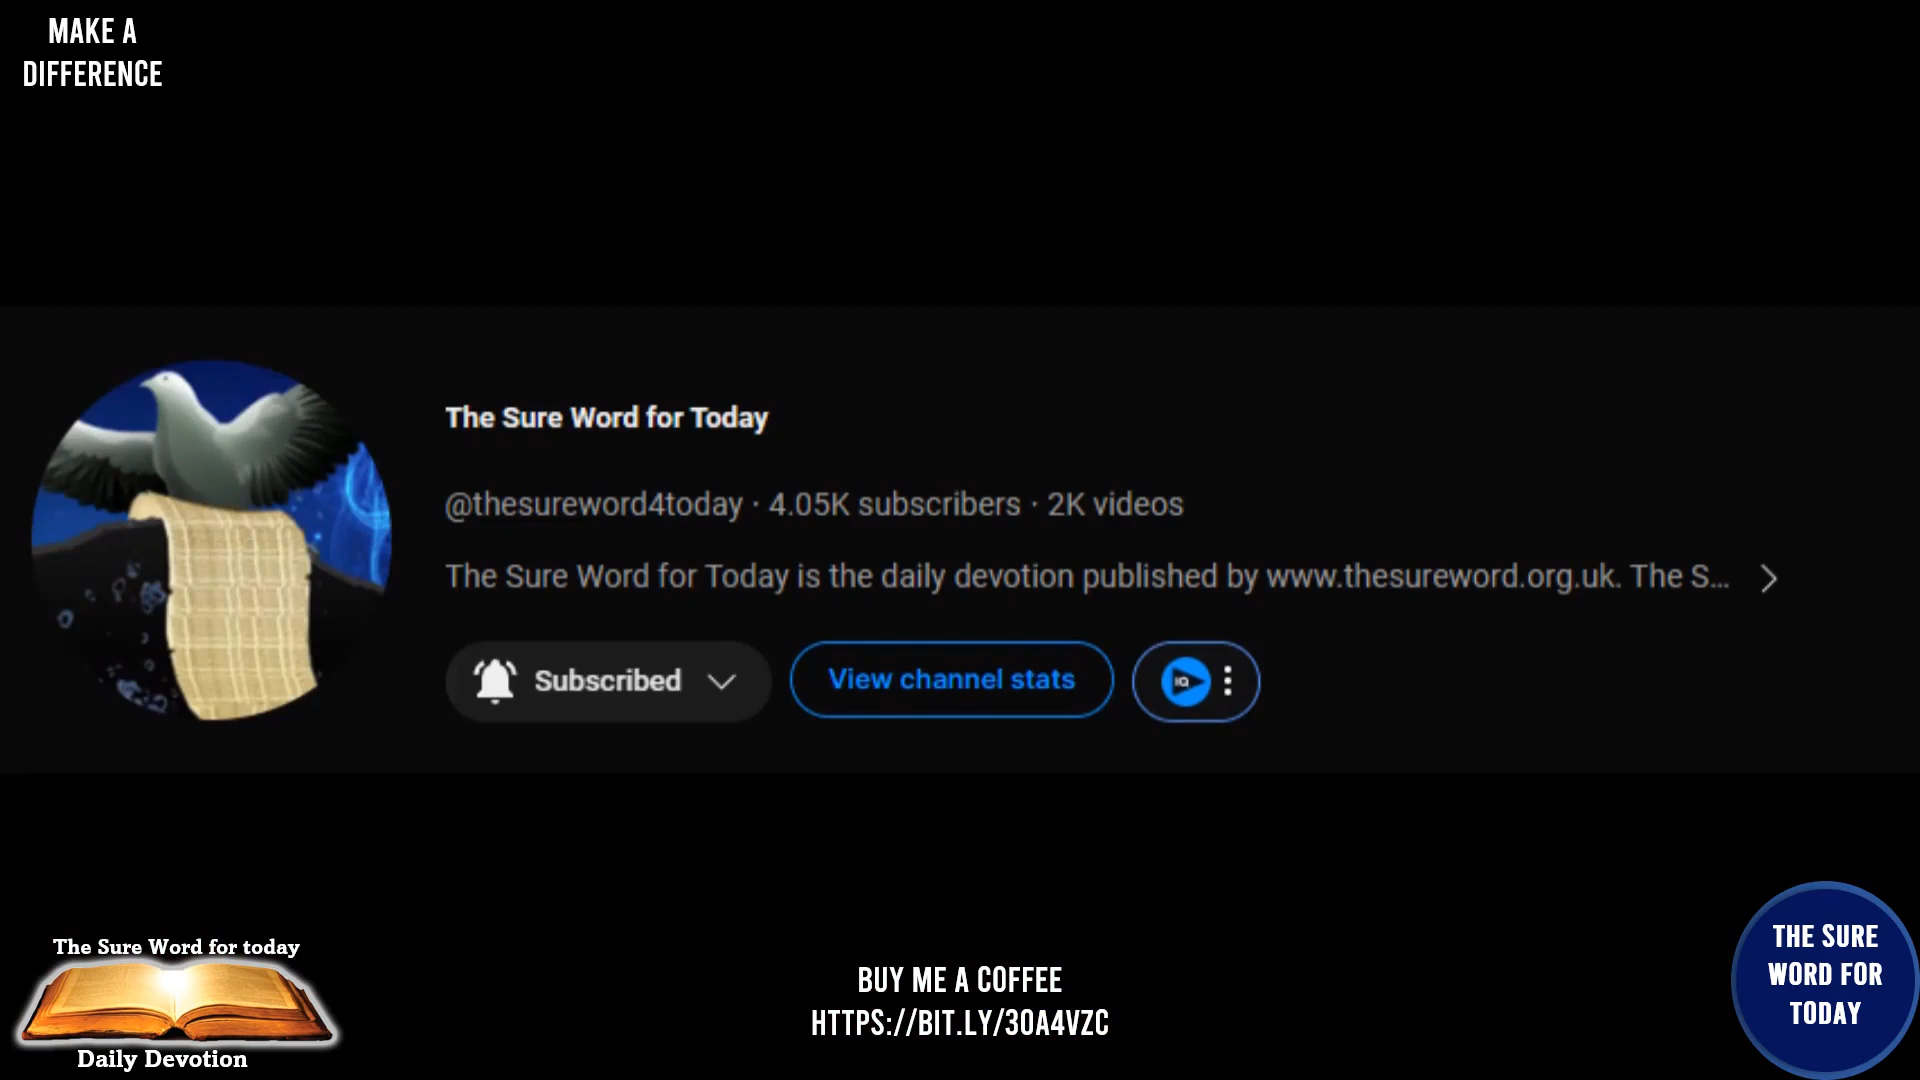 MAKE A
DIFFERENCE
The Sure Word for Today
@thesureword4today · 4.05K subscribers · 2K videos
The Sure Word for Today is the daily devotion published by www.thesureword.org.uk. The S...
Subscribed
View channel stats
IQ
The Sure Word for today
Daily Devotion
BUY ME A COFFEE
HTTPS://BIT.LY/3OA4VZC
THE SURE
WORD FOR
TODAY